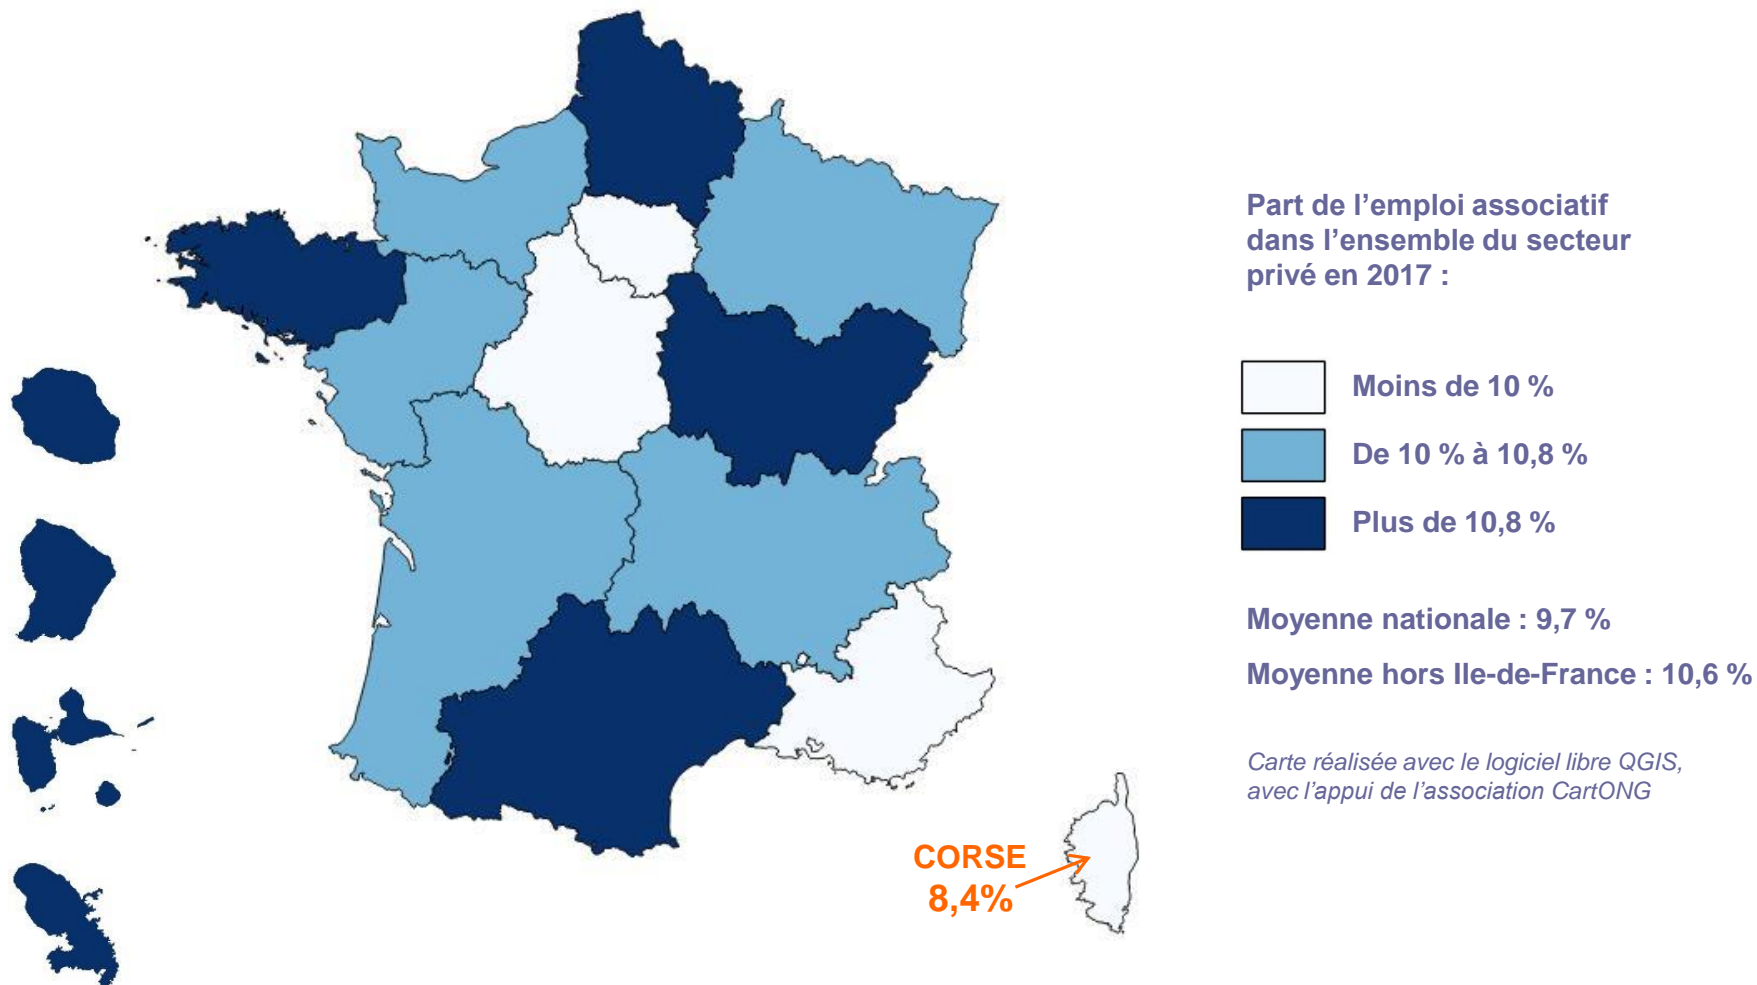 Part de l’emploi associatif
dans l’ensemble du secteur
privé en 2017 :
Moins de 10 %
De 10 % à 10,8 %
Plus de 10,8 %
Moyenne nationale : 9,7 %
Moyenne hors Ile-de-France : 10,6 %
Carte réalisée avec le logiciel libre QGIS,
avec l’appui de l’association CartONG
CORSE
8,4%